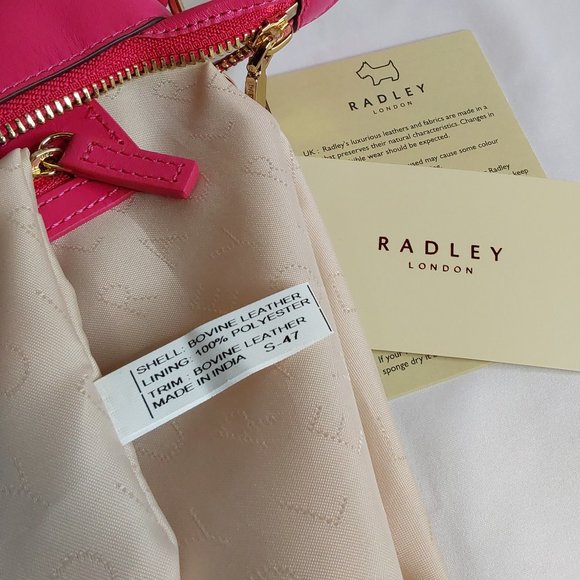 RADLEY
LONDON
UK : Radley's luxurious leathers and fabrics are made in a
that preserves their natural characteristics. Changes in
wear should be expected.
used may cause some colour
Radley
keep
RADLEY
LONDON
If your
sponge dry it
SHELL: BOVINE LEATHER
LINING: 100% POLYESTER
TRIM : BOVINE LEATHER
MADE IN INDIA S-47